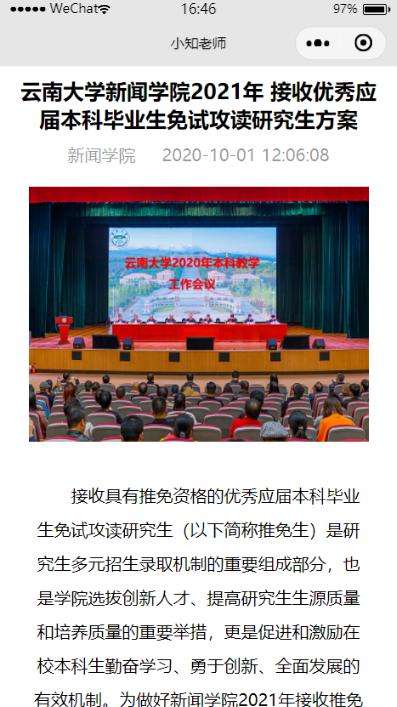 WeChat
16:46
97%
小知老师
云南大学新闻学院2021年 接收优秀应
届本科毕业生免试攻读研究生方案
新闻学院 2020-10-01 12:06:08
云南大学2020年本科教学
工作会议
接收具有推免资格的优秀应届本科毕业
生免试攻读研究生（以下简称推免生）是研
究生多元招生录取机制的重要组成部分，也
是学院选拔创新人才、提高研究生生源质量
和培养质量的重要举措，更是促进和激励在
校本科生勤奋学习、勇于创新、全面发展的
有效机制。为做好新闻学院2021年接收推免